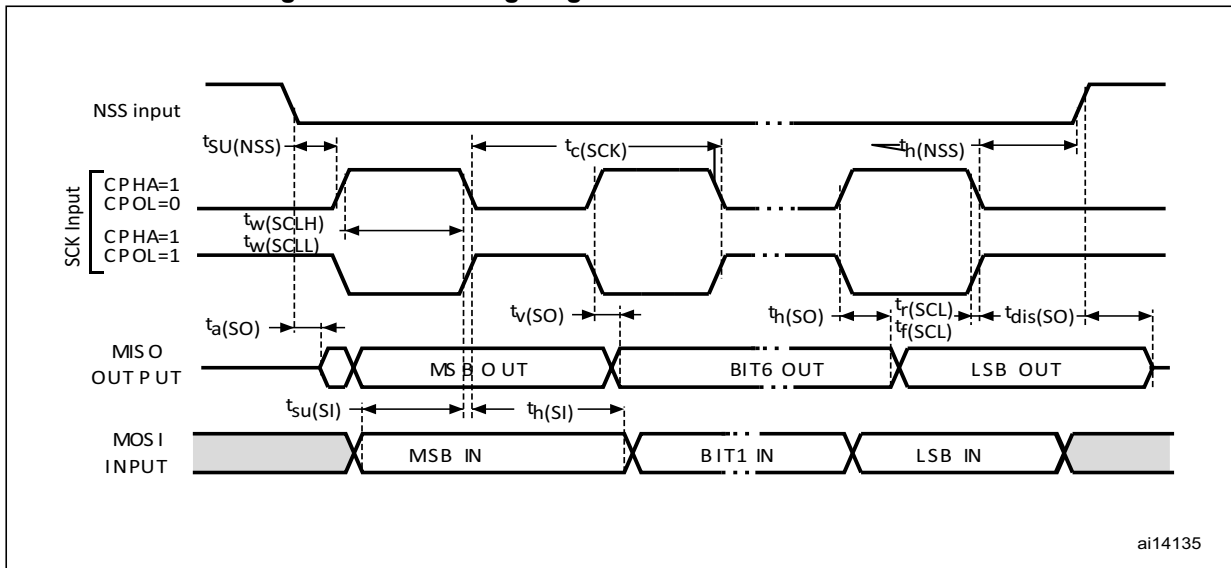 NSS input
tSU(NSS)
tc(SCK)
th(NSS)
SCK Input
CPHA=1
CPOL=0
tw(SCLH)
tw(SCLL)
CPHA=1
CPOL=1
ta(SO)
tv(SO)
th(SO)
tr(SCL)
tf(SCL)
tdis(SO)
MISO
OUTPUT
MSB OUT
BIT6 OUT
LSB OUT
tsu(SI)
th(SI)
MOSI
INPUT
MSB IN
BIT1 IN
LSB IN
ai14135